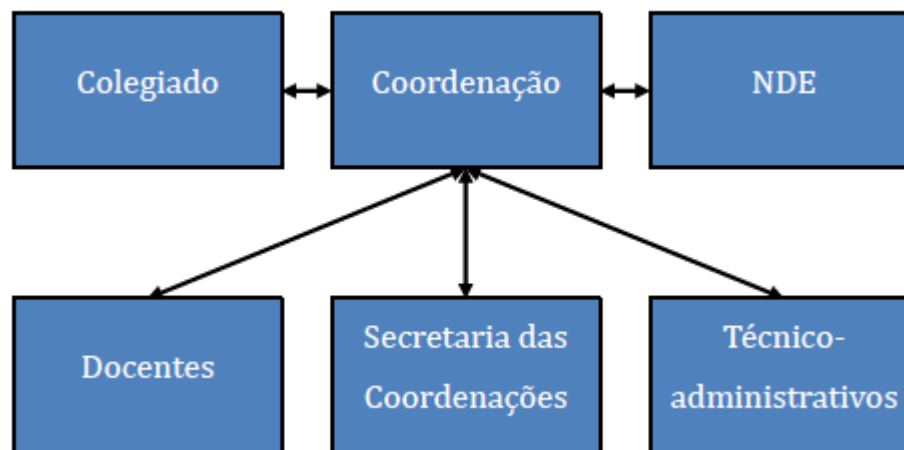 Colegiado
Coordenação
NDE
Docentes
Secretaria das
Coordenações
Técnico-
administrativos